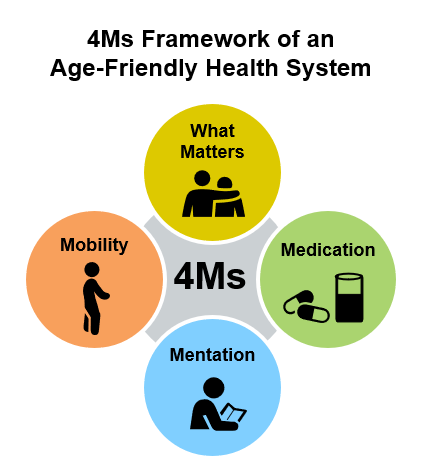 4Ms Framework of an
Age-Friendly Health System
What
Matters
Mobility
Medication
4Ms
Mentation